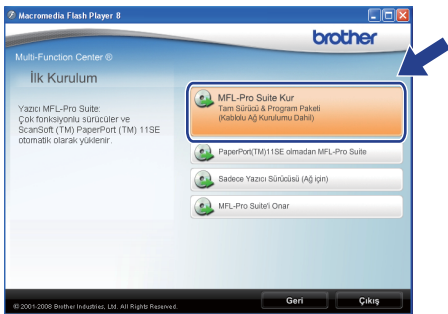 Macromedia Flash Player 8
brother
Multi-Function Center ®
İlk Kurulum
Yazıcı MFL-Pro Suite:
Çok fonksiyonlu sürücüler ve
ScanSoft (TM) PaperPort (TM) 11SE
otomatik olarak yüklenir.
MFL-Pro Suite Kur
Tam Sürücü & Program Paketi
(Kablolu Ağ Kurulumu Dahil)
PaperPort(TM)11SE olmadan MFL-Pro Suite
Sadece Yazıcı Sürücüsü (Ağ için)
MFL-Pro Suite'i Onar
© 2001-2008 Brother Industries, Ltd. All Rights Reserved.
Geri
Çıkış